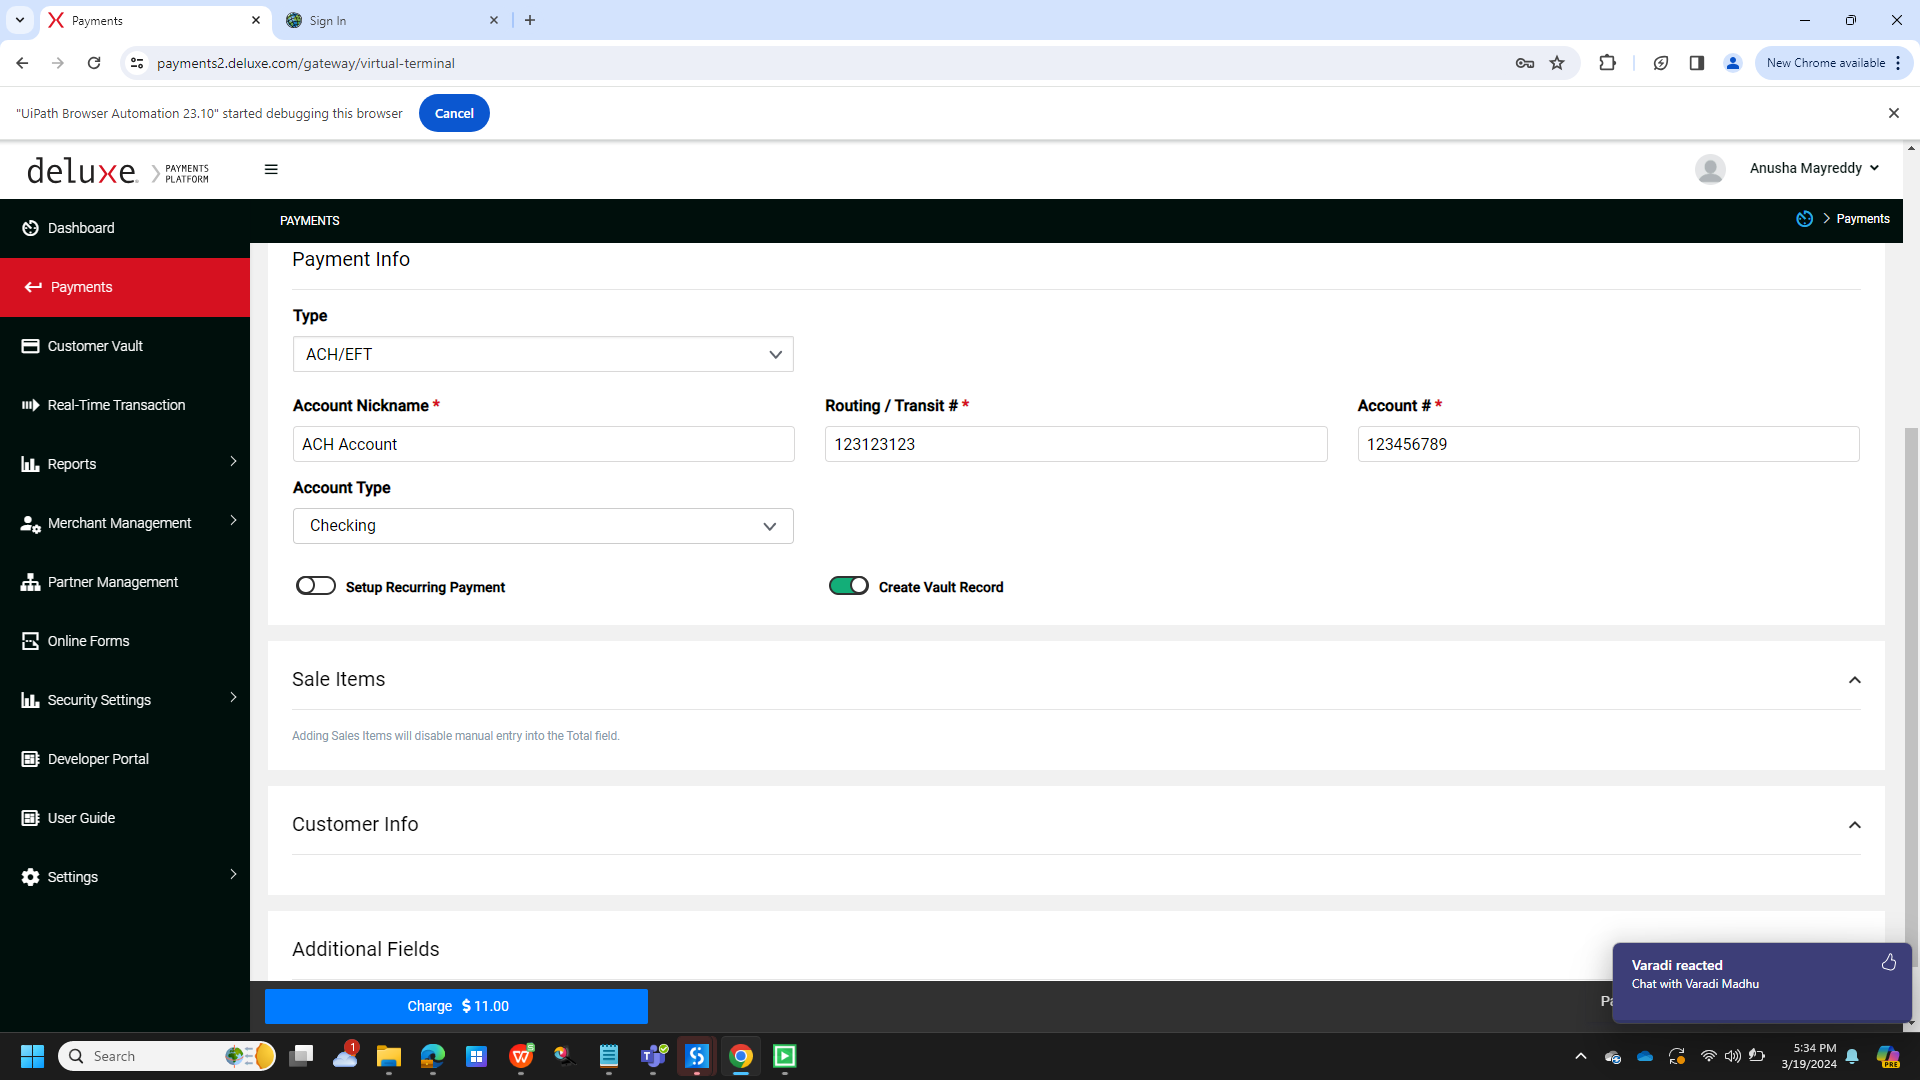 Payments
Sign In
payments2.deluxe.com/gateway/virtual-terminal
New Chrome available
"UiPath Browser Automation 23.10" started debugging this browser
Cancel
deluxe. PAYMENTS PLATFORM
Anusha Mayreddy
Dashboard
Payments
Customer Vault
Real-Time Transaction
Reports
Merchant Management
Partner Management
Online Forms
Security Settings
Developer Portal
User Guide
Settings
PAYMENTS
Payments
Payment Info
Type
ACH/EFT
Account Nickname * Routing / Transit # * Account # *
ACH Account 123123123 123456789
Account Type
Checking
Setup Recurring Payment Create Vault Record
Sale Items
Adding Sales Items will disable manual entry into the Total field.
Customer Info
Additional Fields
Charge $ 11.00
Varadi reacted
Chat with Varadi Madhu
Search
1
5:34 PM
3/19/2024